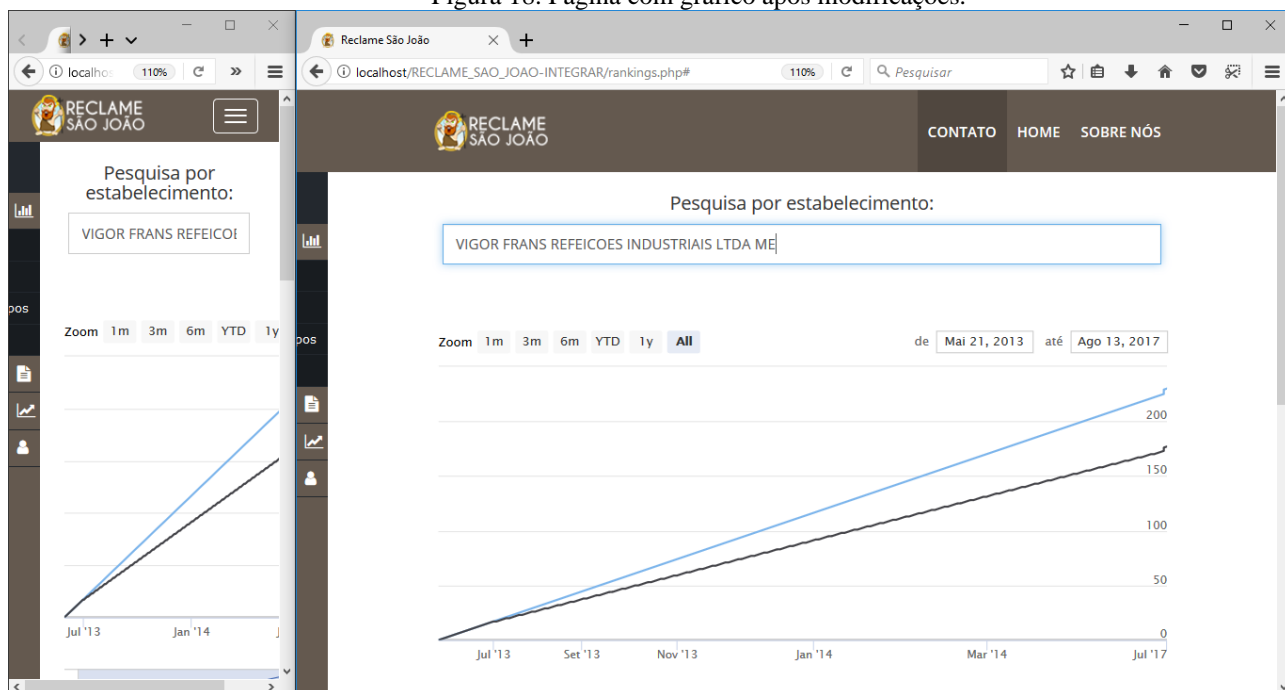 Figura 18: Página com gráfico após modificações.
localhos 110%
RECLAME
SÃO JOÃO
Pesquisa por
estabelecimento:
VIGOR FRANS REFEICOE
pos
Zoom 1m 3m 6m YTD 1y
Jul '13 Jan '14
Reclame São João
localhost/RECLAME_SAO_JOAO-INTEGRAR/rankings.php# 110% Pesquisar
RECLAME
SÃO JOÃO
CONTATO HOME SOBRE NÓS
Pesquisa por estabelecimento:
VIGOR FRANS REFEICOES INDUSTRIAIS LTDA ME
pos
Zoom 1m 3m 6m YTD 1y All de Mai 21, 2013 até Ago 13, 2017
200
150
100
50
0
Jul '13 Set '13 Nov '13 Jan '14 Mar '14 Jul '17